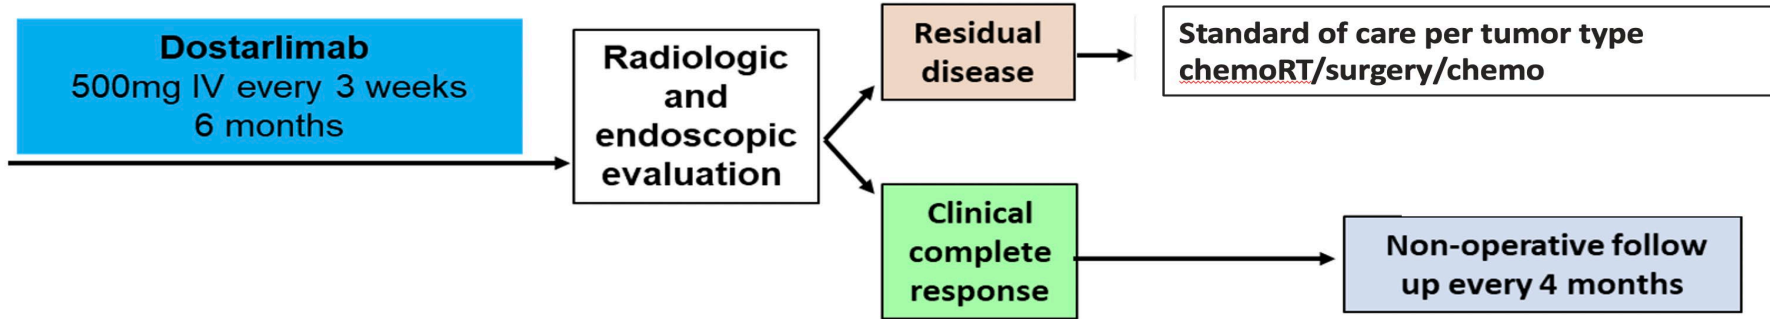 Dostarlimab
500mg IV every 3 weeks
6 months
Radiologic
and
endoscopic
evaluation
Residual
disease
Standard of care per tumor type
chemoRT/surgery/chemo
Clinical
complete
response
Non-operative follow
up every 4 months